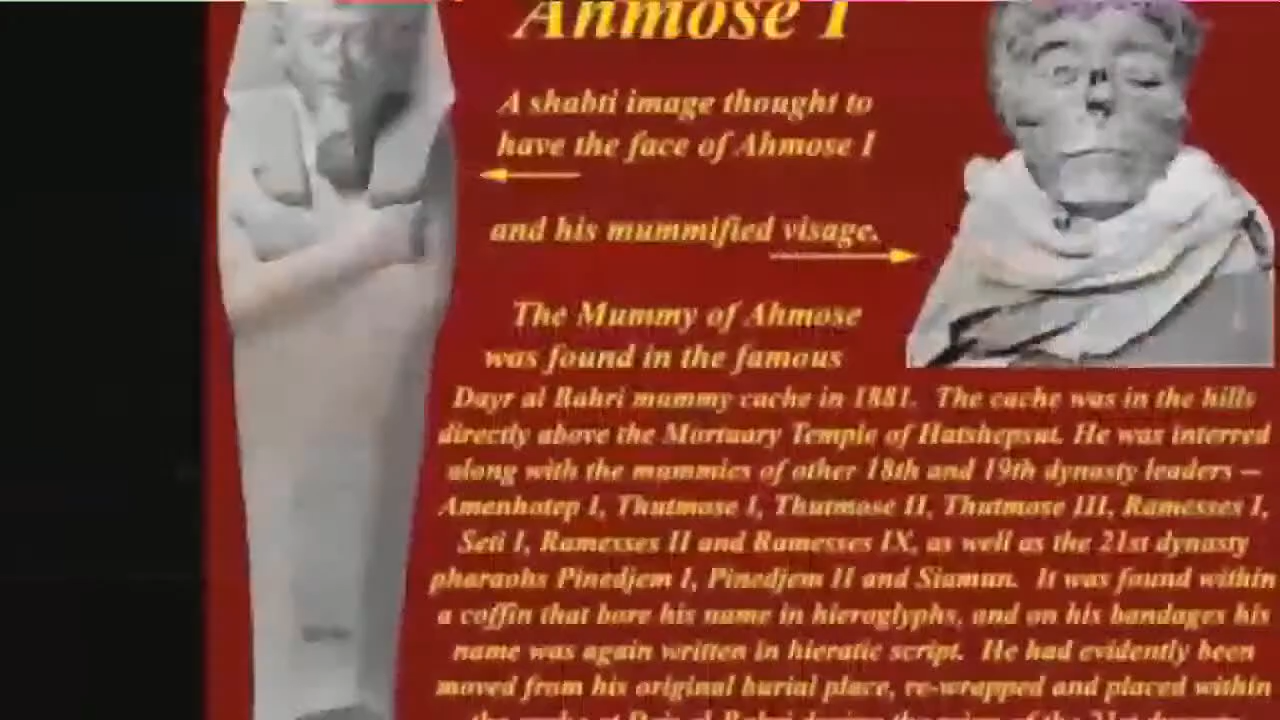 Ahmose I
A shabti image thought to
have the face of Ahmose I
and his mummified visage.
The Mummy of Ahmose
was found in the famous
Dayr al Bahri mummy cache in 1881. The cache was in the hills
directly above the Mortuary Temple of Hatshepsut. He was interred
along with the mummies of other 18th and 19th dynasty leaders –
Amenhotep I, Thutmose I, Thutmose II, Thutmose III, Ramesses I,
Seti I, Ramesses II and Ramesses IX, as well as the 21st dynasty
pharaohs Pinedjem I, Pinedjem II and Siamun. It was found within
a coffin that bore his name in hieroglyphs, and on his bandages his
name was again written in hieratic script. He had evidently been
moved from his original burial place, re-wrapped and placed within